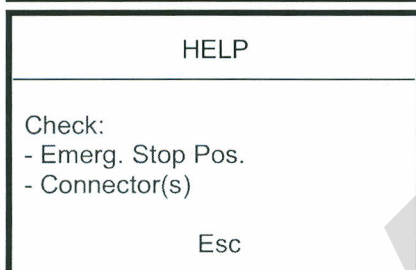 HELP
Check:
- Emerg. Stop Pos.
- Connector(s)
Esc